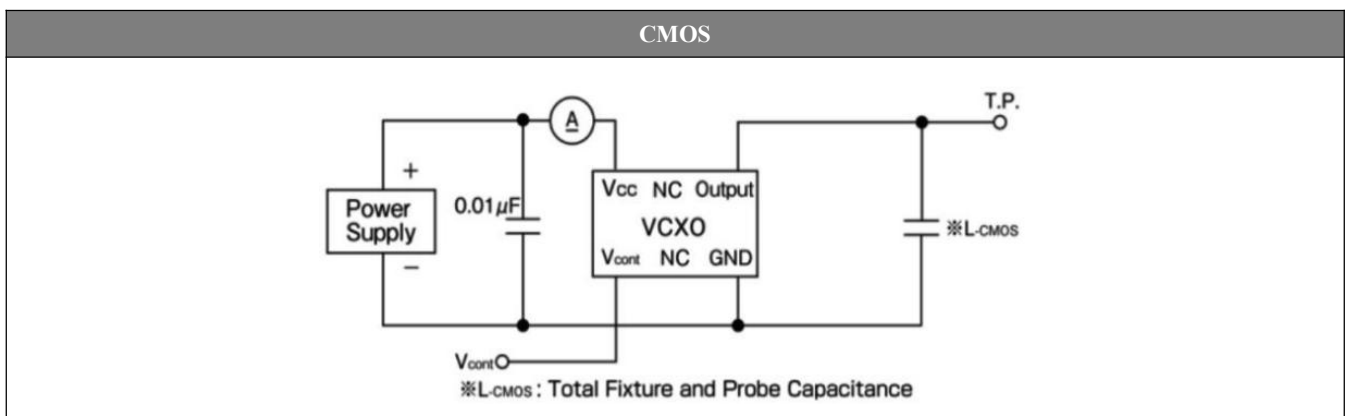 CMOS
T.P.
A
+
Power
Supply
−
0.01μF
Vcc NC Output
VCXO
Vcont NC GND
※L-CMOS
Vcont
※L-CMOS : Total Fixture and Probe Capacitance